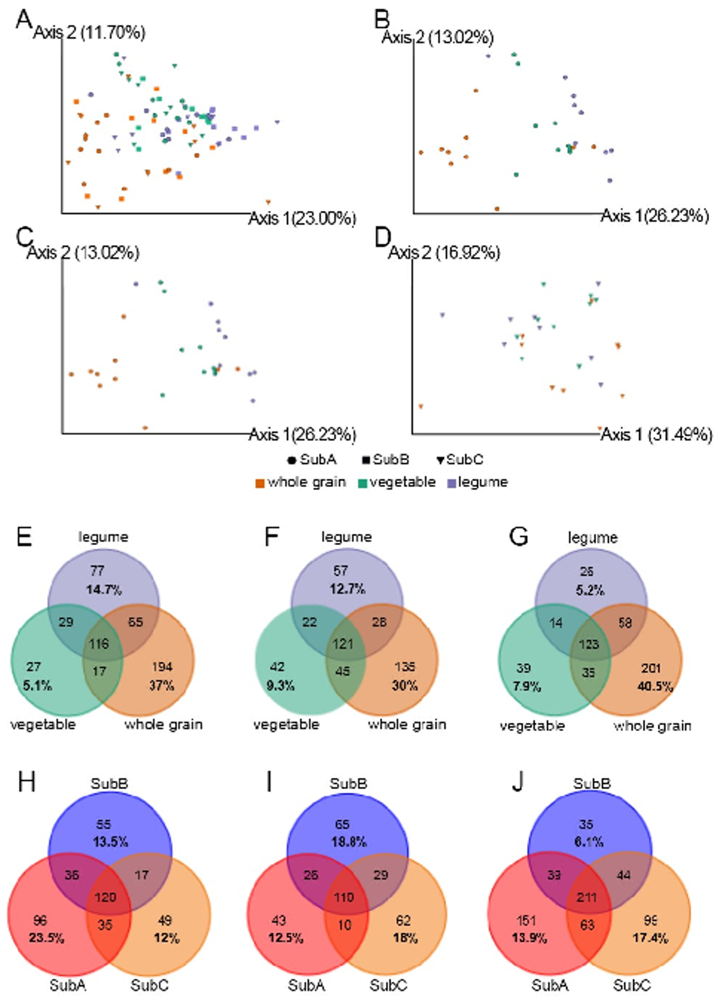 A
Axis 2 (11.70%)
Axis 1(23.00%)
B
Axis 2 (13.02%)
Axis 1(26.23%)
C
Axis 2 (13.02%)
Axis 1(26.23%)
D
Axis 2 (16.92%)
Axis 1 (31.49%)
SubA SubB SubC
whole grain vegetable legume
E
legume
77
14.7%
29
116
27
5.1%
17
194
37%
vegetable
whole grain
F
legume
57
12.7%
22
121
42
9.3%
45
135
30%
vegetable
whole grain
G
legume
5.2%
14
123
39
7.9%
35
201
40.5%
vegetable
whole grain
H
SubB
55
13.5%
36
17
120
96
23.5%
35
49
12%
SubA
SubC
I
SubB
65
29
110
43
12.5%
10
62
18%
SubA
SubC
J
SubB
35
6.1%
39
44
211
151
13.9%
63
99
17.4%
SubA
SubC